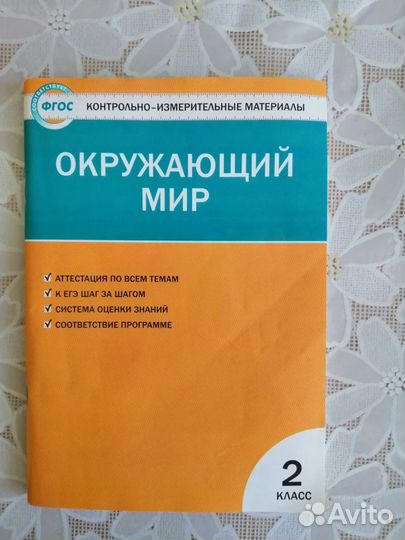 СООТВЕТСТВУЕТ
ФГОС
КОНТРОЛЬНО-ИЗМЕРИТЕЛЬНЫЕ МАТЕРИАЛЫ
ОКРУЖАЮЩИЙ
МИР
АТТЕСТАЦИЯ ПО ВСЕМ ТЕМАМ
К ЕГЭ ШАГ ЗА ШАГОМ
СИСТЕМА ОЦЕНКИ ЗНАНИЙ
СООТВЕТСТВИЕ ПРОГРАММЕ
2
КЛАСС
Avito